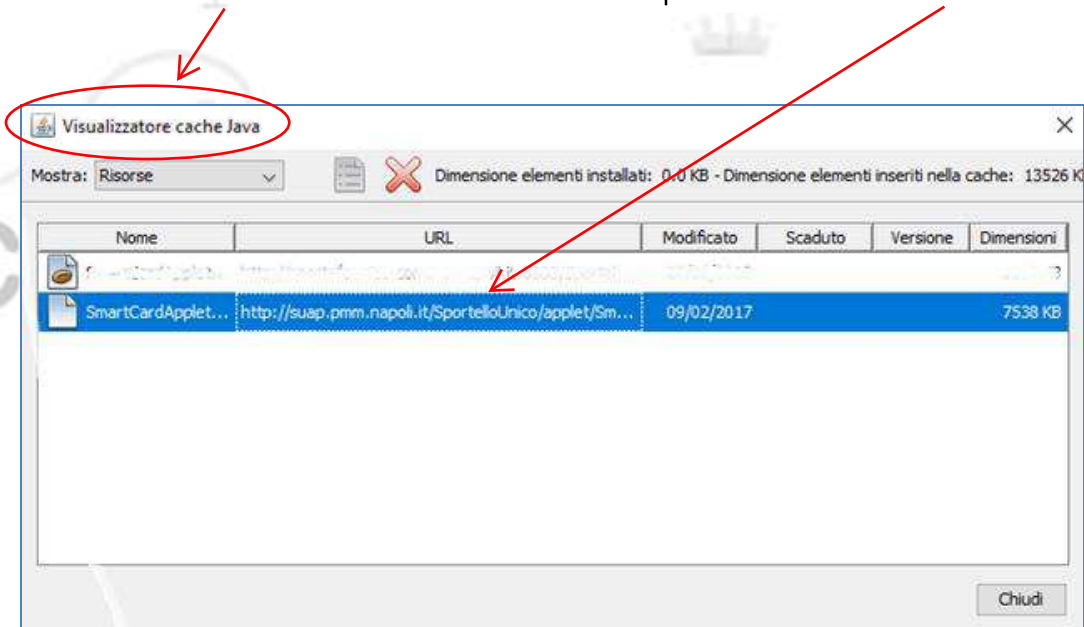 Visualizzatore cache Java
Mostra: Risorse Dimensione elementi installati: 0.0 KB - Dimensione elementi inseriti nella cache: 13526 K
Nome URL Modificato Scaduto Versione Dimensioni
SmartCardApplet... http://suap.pmm.napoli.it/SportelloUnico/applet/Sm... 09/02/2017 7538 KB
Chiudi